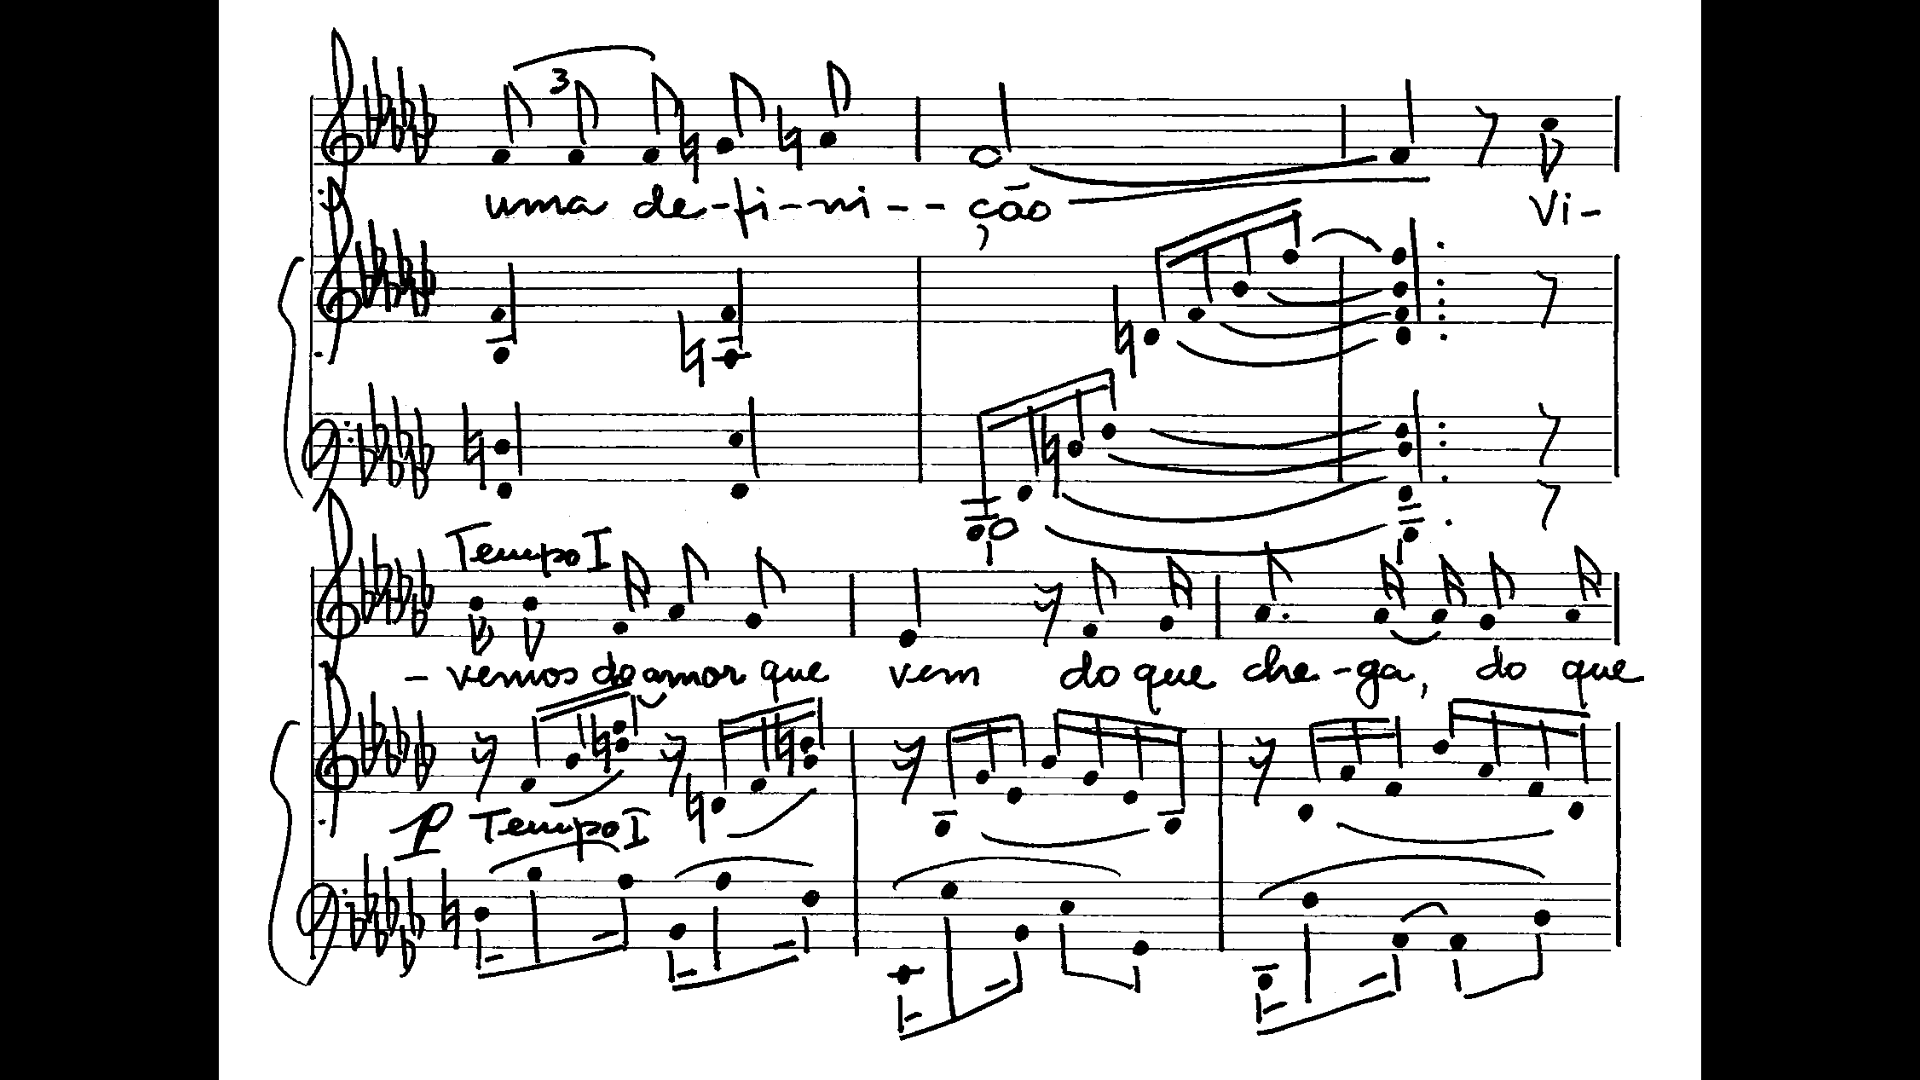 3
uma de-fi-ni--ção Vi-
Tempo I
-vemos do amor que vem do que che-ga, do que
p Tempo I